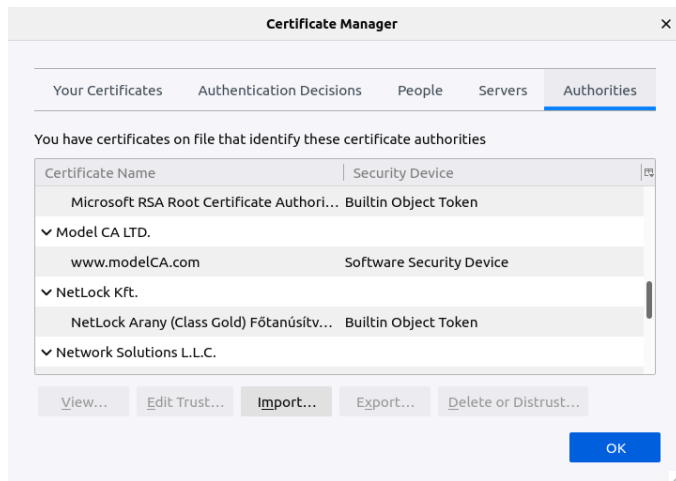 Certificate Manager
Your Certificates Authentication Decisions People Servers Authorities
You have certificates on file that identify these certificate authorities
Certificate Name Security Device
Microsoft RSA Root Certificate Authori... Builtin Object Token
Model CA LTD.
www.modelCA.com Software Security Device
NetLock Kft.
NetLock Arany (Class Gold) Főtanúsítv... Builtin Object Token
Network Solutions L.L.C.
View... Edit Trust... Import... Export... Delete or Distrust...
OK